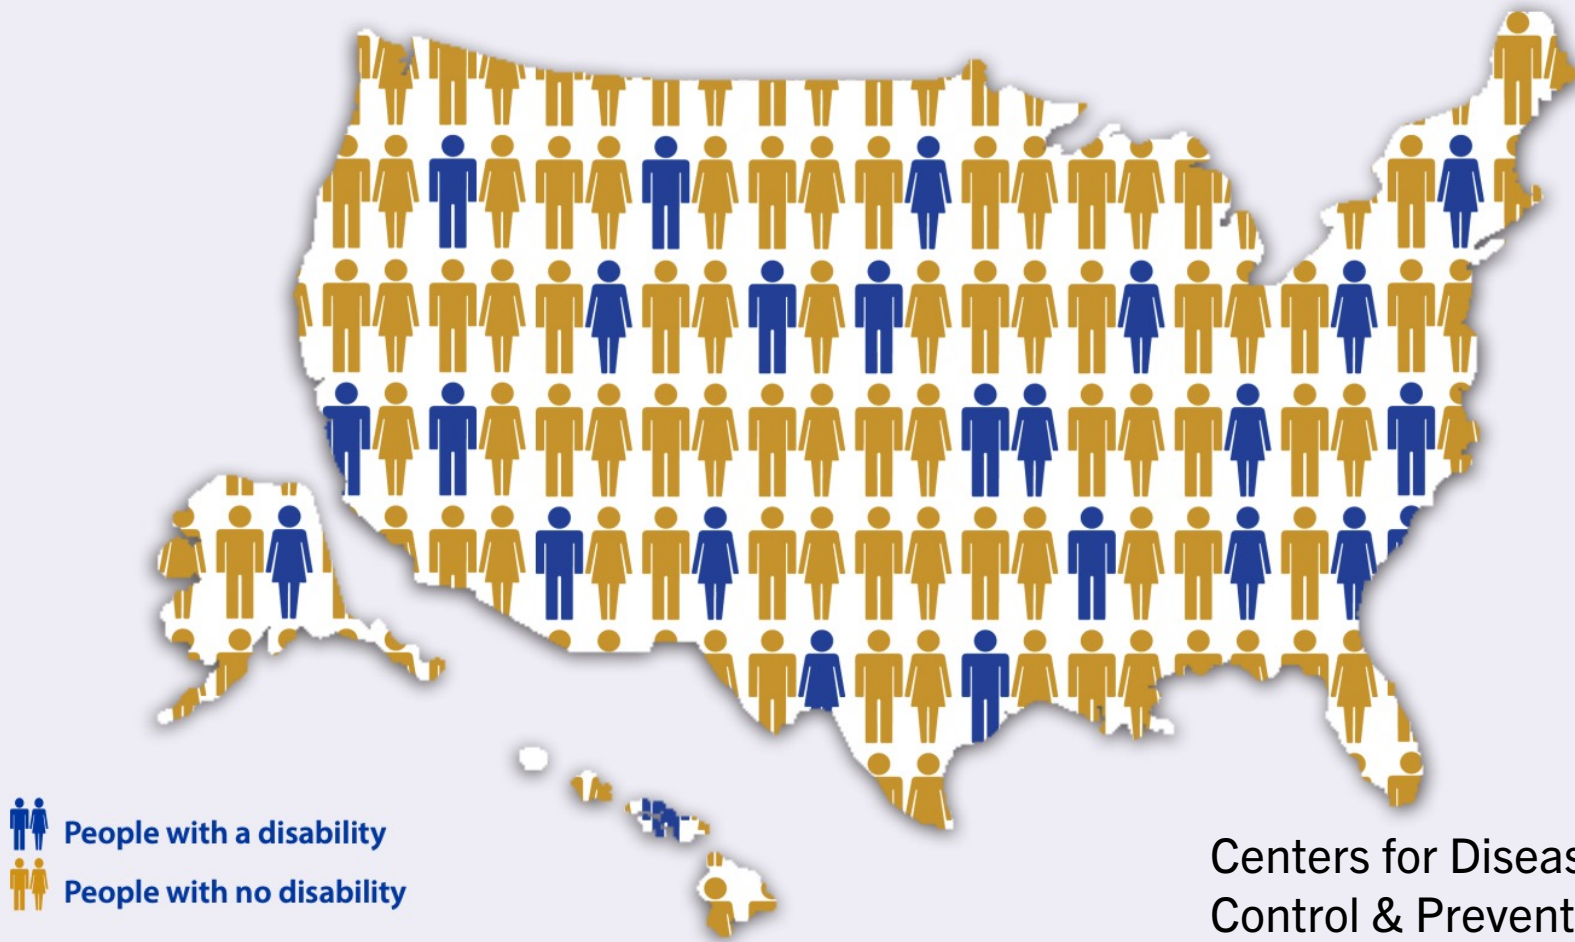 People with a disability
People with no disability
Centers for Diseas
Control & Prevent